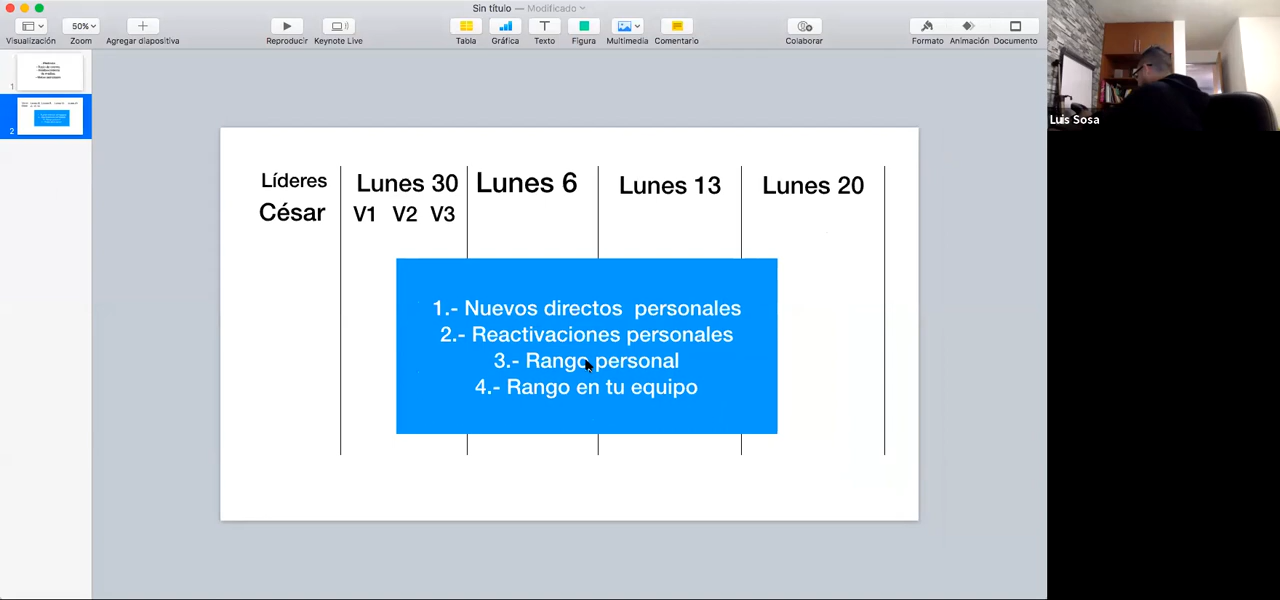 Sin título — Modificado
50%
Visualización Zoom Agregar diapositiva Reproducir Keynote Live Tabla Gráfica Texto Figura Multimedia Comentario Colaborar Formato Animación Documento
1
2
Luis Sosa
Líderes Lunes 30 Lunes 6 Lunes 13 Lunes 20
César V1 V2 V3
1.- Nuevos directos personales
2.- Reactivaciones personales
3.- Rango personal
4.- Rango en tu equipo